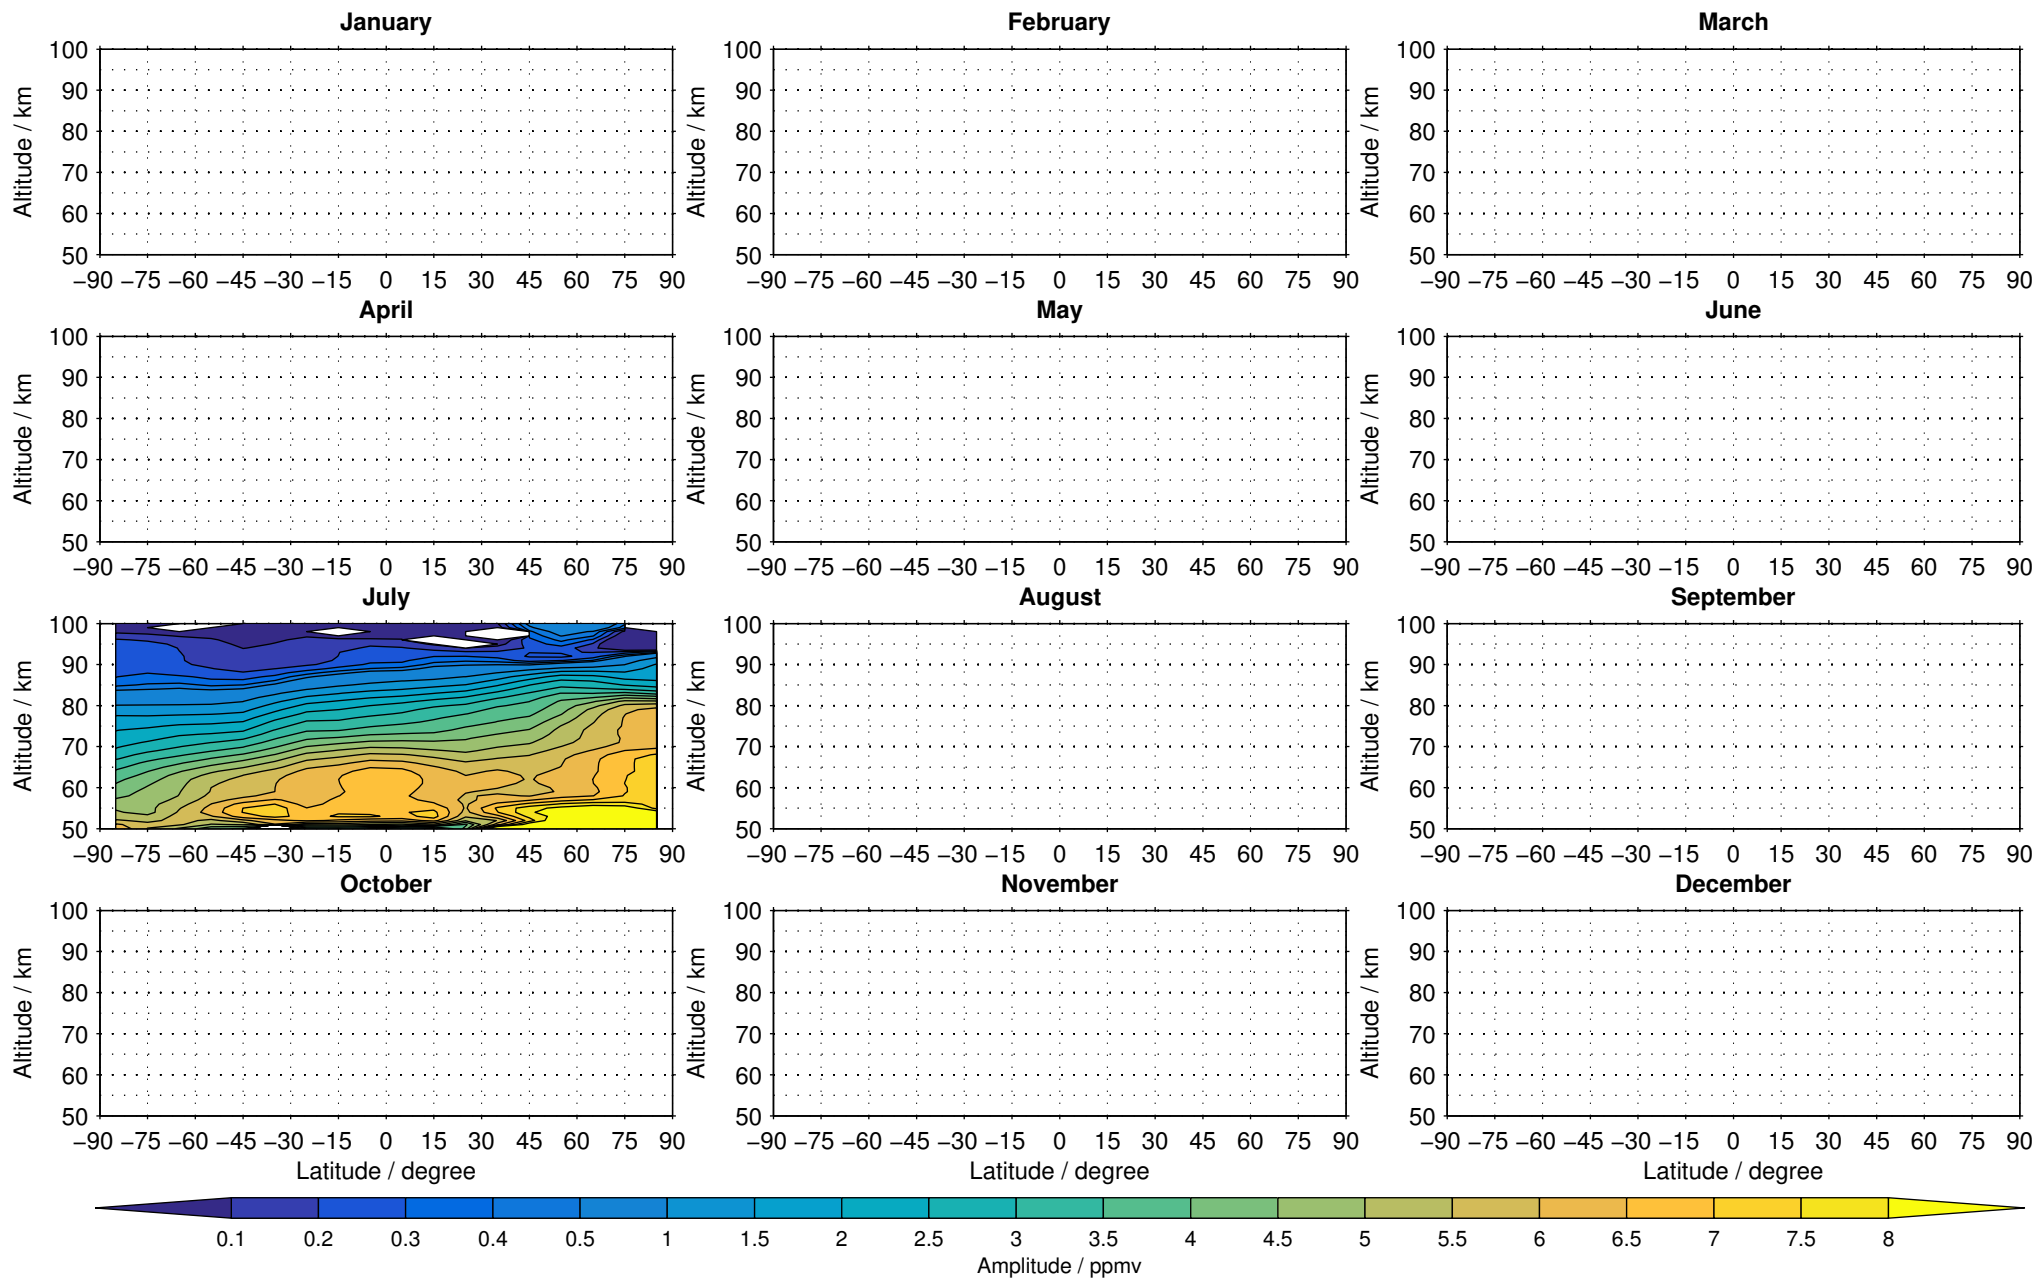 January February March
100 100 100
90 90 90
80 80 80
70 70 70
60 60 60
50 50 50
Altitude / km Altitude / km Altitude / km
−90 −75 −60 −45 −30 −15 0 15 30 45 60 75 90 −90 −75 −60 −45 −30 −15 0 15 30 45 60 75 90 −90 −75 −60 −45 −30 −15 0 15 30 45 60 75 90
April May June
100 100 100
90 90 90
80 80 80
70 70 70
60 60 60
50 50 50
Altitude / km Altitude / km Altitude / km
−90 −75 −60 −45 −30 −15 0 15 30 45 60 75 90 −90 −75 −60 −45 −30 −15 0 15 30 45 60 75 90 −90 −75 −60 −45 −30 −15 0 15 30 45 60 75 90
July August September
100 100 100
90 90 90
80 80 80
70 70 70
60 60 60
50 50 50
Altitude / km Altitude / km Altitude / km
−90 −75 −60 −45 −30 −15 0 15 30 45 60 75 90 −90 −75 −60 −45 −30 −15 0 15 30 45 60 75 90 −90 −75 −60 −45 −30 −15 0 15 30 45 60 75 90
October November December
100 100 100
90 90 90
80 80 80
70 70 70
60 60 60
50 50 50
Altitude / km Altitude / km Altitude / km
−90 −75 −60 −45 −30 −15 0 15 30 45 60 75 90 −90 −75 −60 −45 −30 −15 0 15 30 45 60 75 90 −90 −75 −60 −45 −30 −15 0 15 30 45 60 75 90
Latitude / degree Latitude / degree Latitude / degree
0.1 0.2 0.3 0.4 0.5 1 1.5 2 2.5 3 3.5 4 4.5 5 5.5 6 6.5 7 7.5 8
Amplitude / ppmv